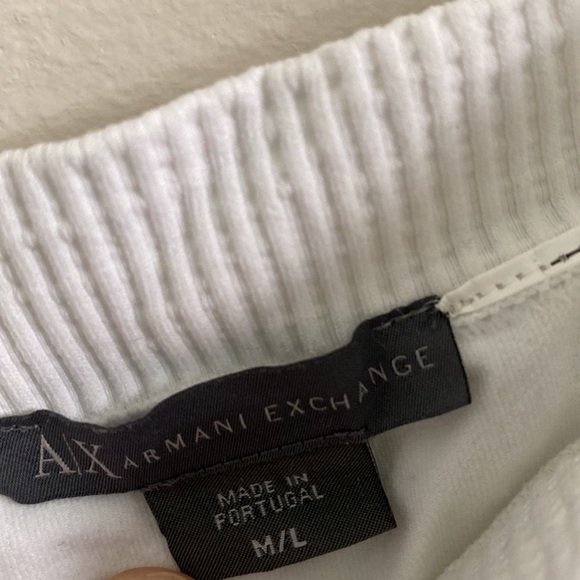 A|X ARMANI EXCHANGE
MADE IN
PORTUGAL
M/L